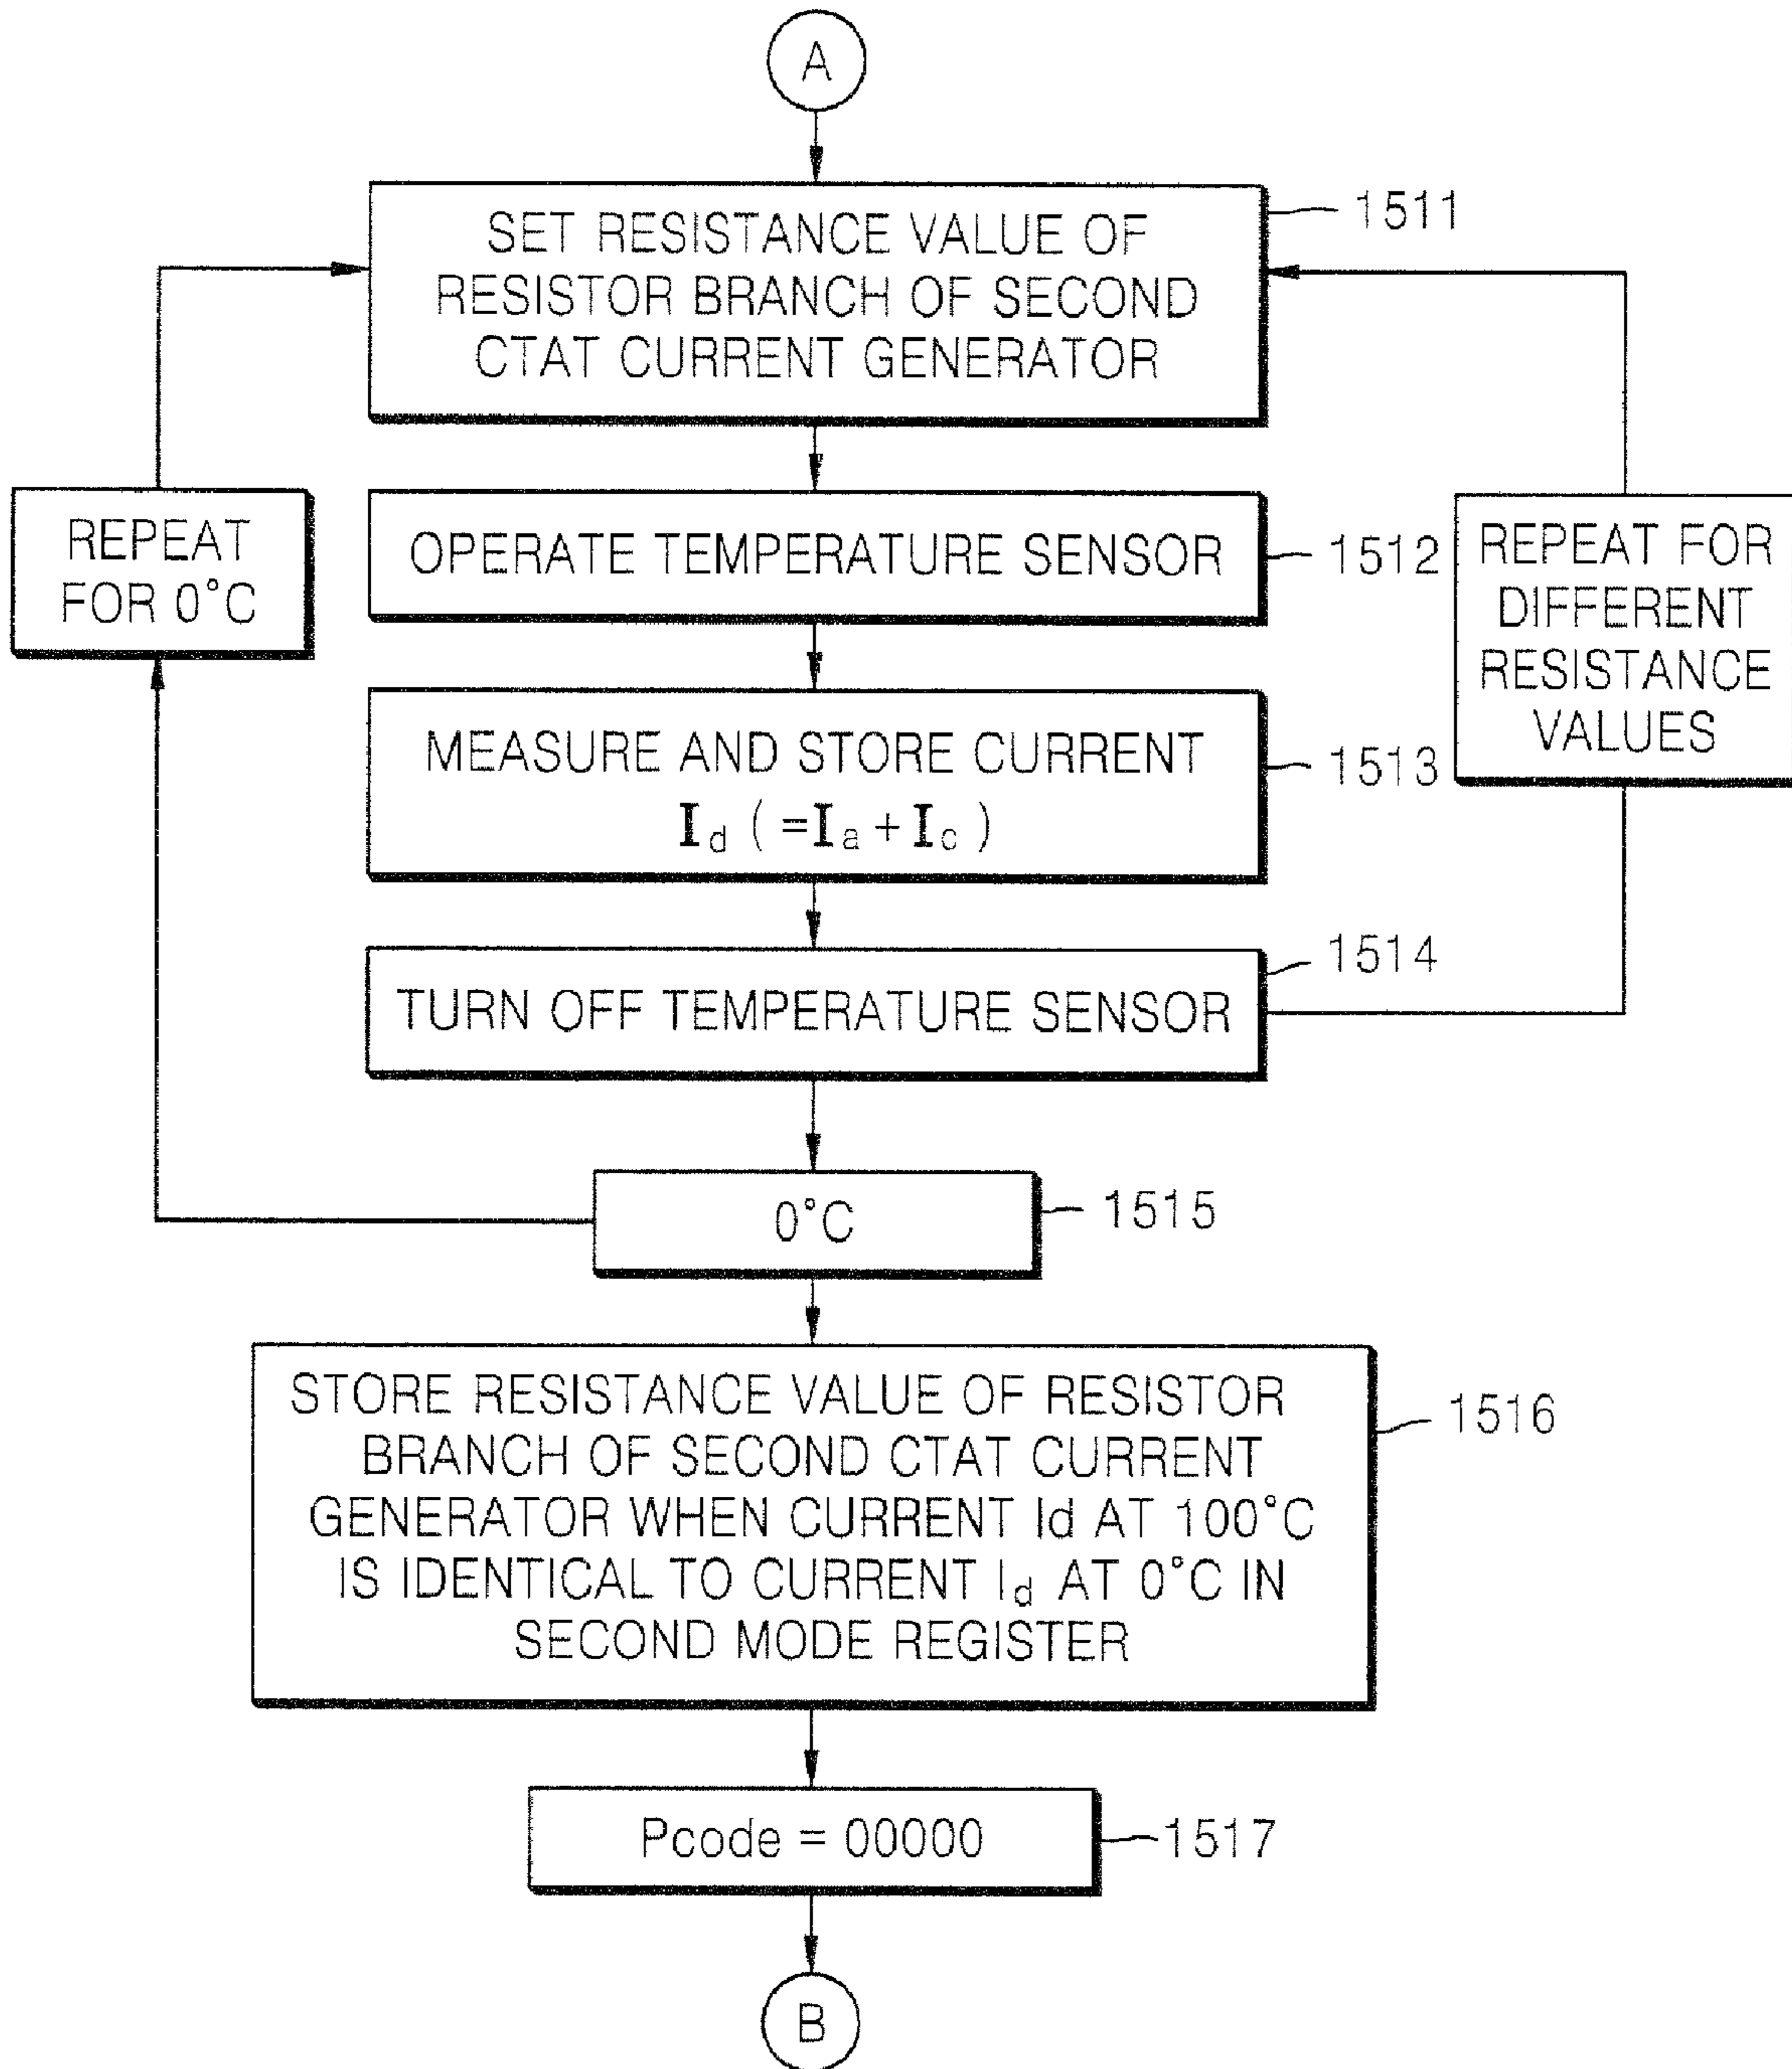 A
SET RESISTANCE VALUE OF
RESISTOR BRANCH OF SECOND
CTAT CURRENT GENERATOR
1511
REPEAT
FOR 0°C
OPERATE TEMPERATURE SENSOR
1512
REPEAT FOR
DIFFERENT
RESISTANCE
VALUES
MEASURE AND STORE CURRENT
Id (=Ia+Ic)
1513
TURN OFF TEMPERATURE SENSOR
1514
0°C
1515
STORE RESISTANCE VALUE OF RESISTOR
BRANCH OF SECOND CTAT CURRENT
GENERATOR WHEN CURRENT Id AT 100°C
IS IDENTICAL TO CURRENT Id AT 0°C IN
SECOND MODE REGISTER
1516
Pcode = 00000
1517
B